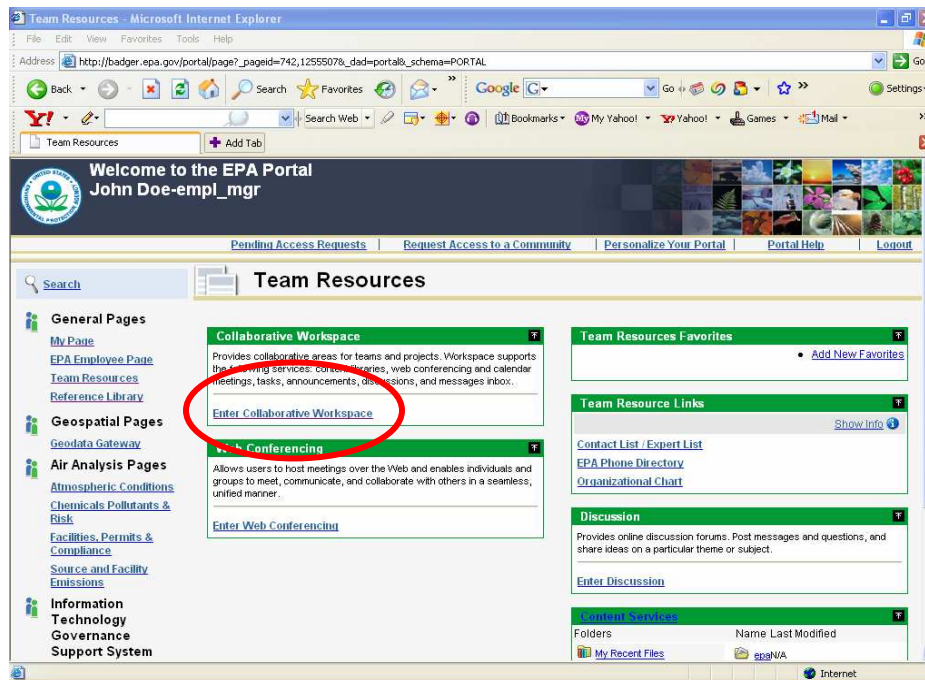 Team Resources - Microsoft Internet Explorer
File Edit View Favorites Tools Help
Address http://badger.epa.gov/portal/page?_pageid=742,1255507&_dad=portal&_schema=PORTAL Go
Back Search Favorites » Google G Go » Settings
Y! Search Web Bookmarks My Yahoo! Yahoo! Games Mail »
Team Resources Add Tab
Welcome to the EPA Portal
John Doe-empl_mgr
Pending Access Requests | Request Access to a Community | Personalize Your Portal | Portal Help | Logout
Search
Team Resources
General Pages
My Page
EPA Employee Page
Team Resources
Reference Library
Geospatial Pages
Geodata Gateway
Air Analysis Pages
Atmospheric Conditions
Chemicals Pollutants &
Risk
Facilities, Permits &
Compliance
Source and Facility
Emissions
Information
Technology
Governance
Support System
Collaborative Workspace
Provides collaborative areas for teams and projects. Workspace supports
the following services: content libraries, web conferencing and calendar
meetings, tasks, announcements, discussions, and messages inbox.
Enter Collaborative Workspace
Web Conferencing
Allows users to host meetings over the Web and enables individuals and
groups to meet, communicate, and collaborate with others in a seamless,
unified manner.
Enter Web Conferencing
Team Resources Favorites
Add New Favorites
Team Resource Links
Show Info
Contact List / Expert List
EPA Phone Directory
Organizational Chart
Discussion
Provides online discussion forums. Post messages and questions, and
share ideas on a particular theme or subject.
Enter Discussion
Content Services
Folders Name Last Modified
My Recent Files epaN/A
Internet